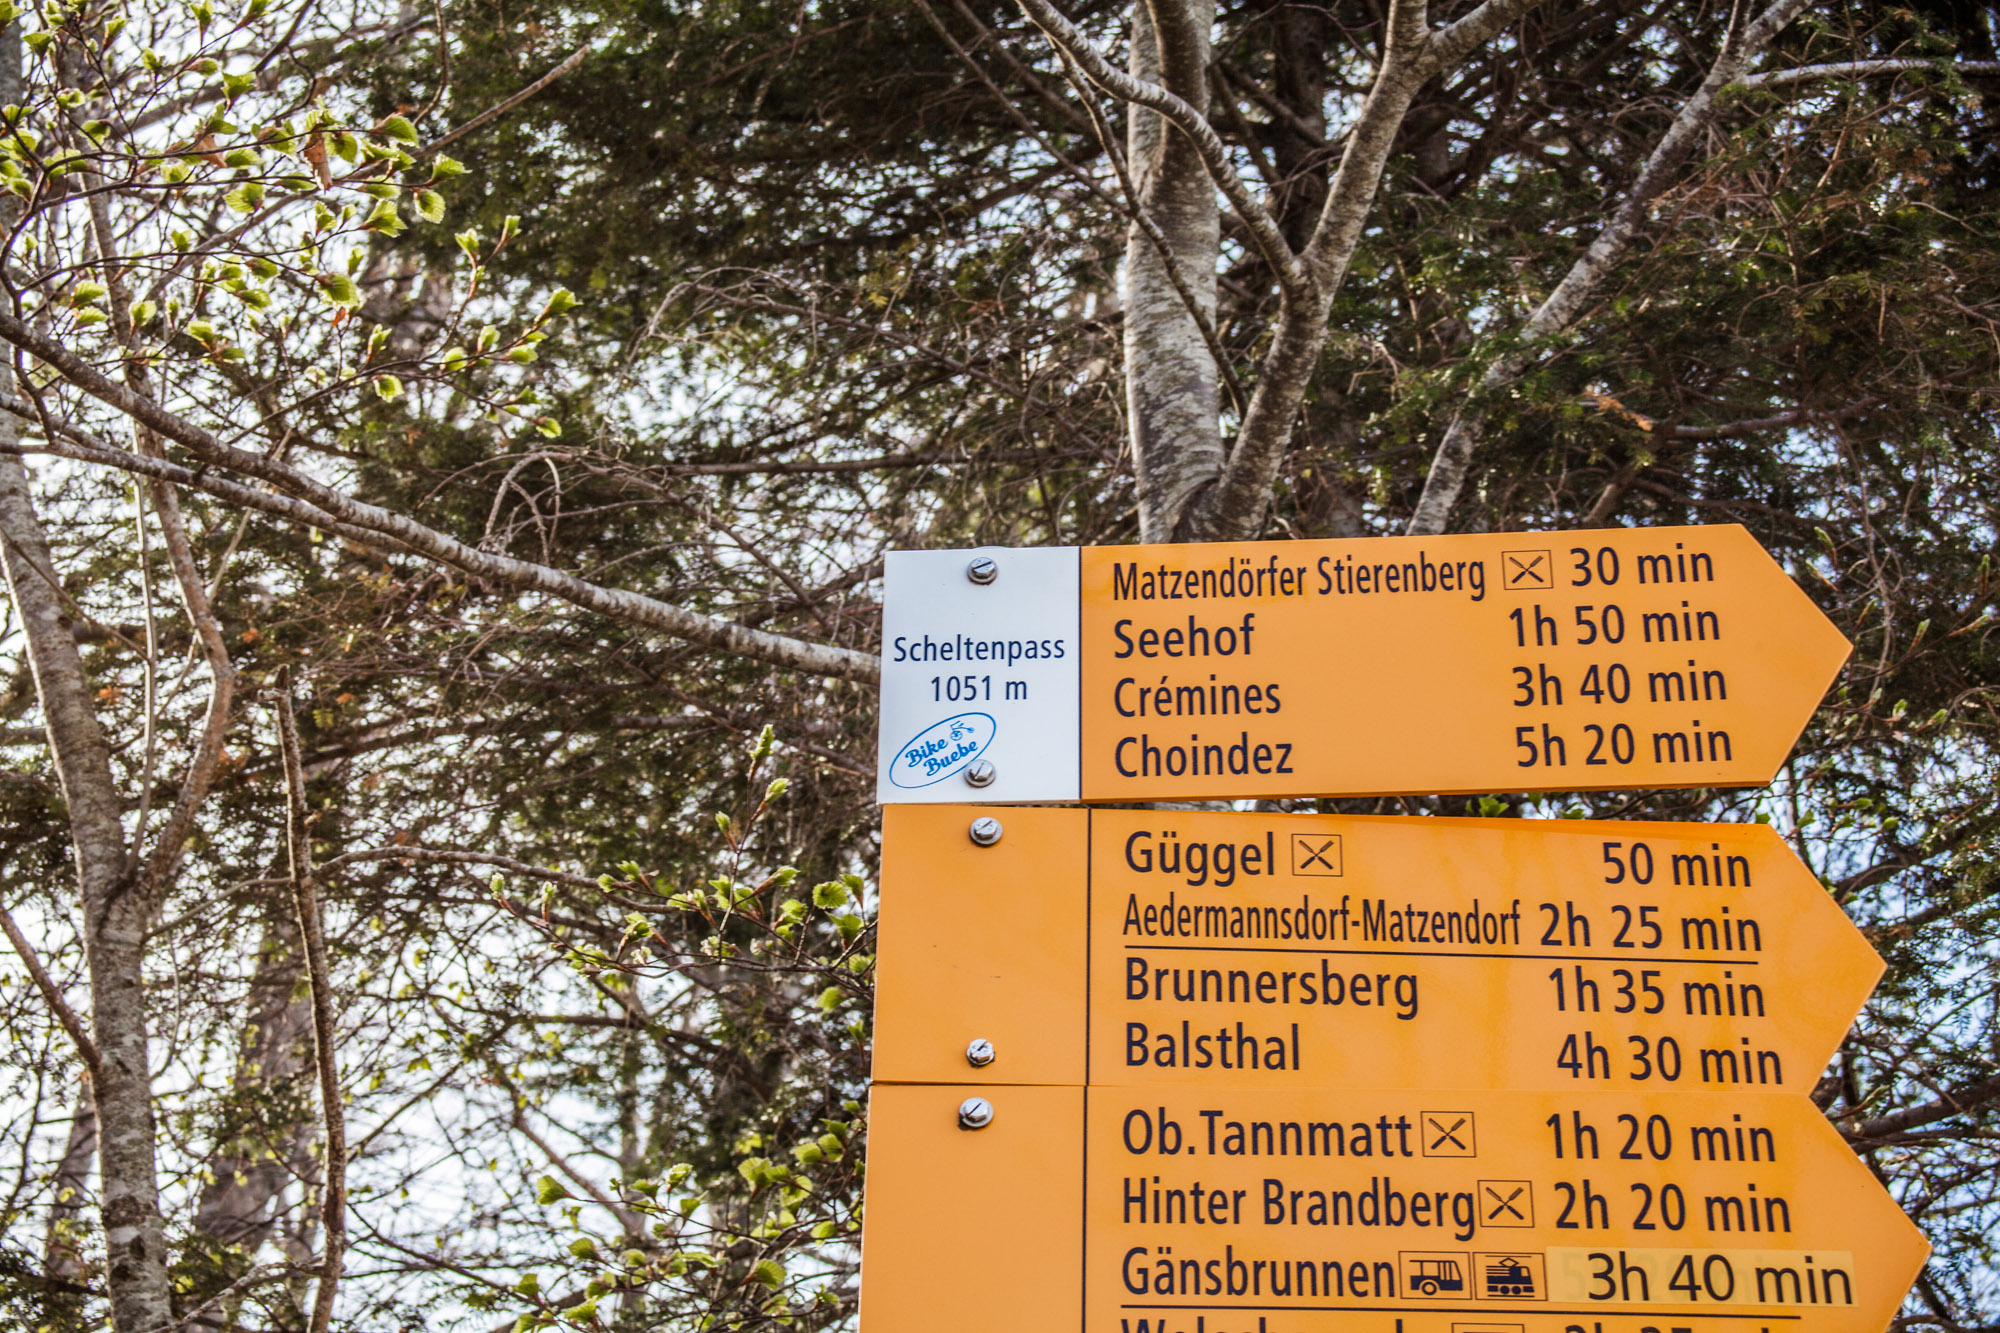 Scheltenpass
1051 m
Bike
Buebe
Matzendörfer Stierenberg 30 min
Seehof 1h 50 min
Crémines 3h 40 min
Choindez 5h 20 min
Güggel 50 min
Aedermannsdorf-Matzendorf 2h 25 min
Brunnersberg 1h 35 min
Balsthal 4h 30 min
Ob.Tannmatt 1h 20 min
Hinter Brandberg 2h 20 min
Gänsbrunnen 3h 40 min